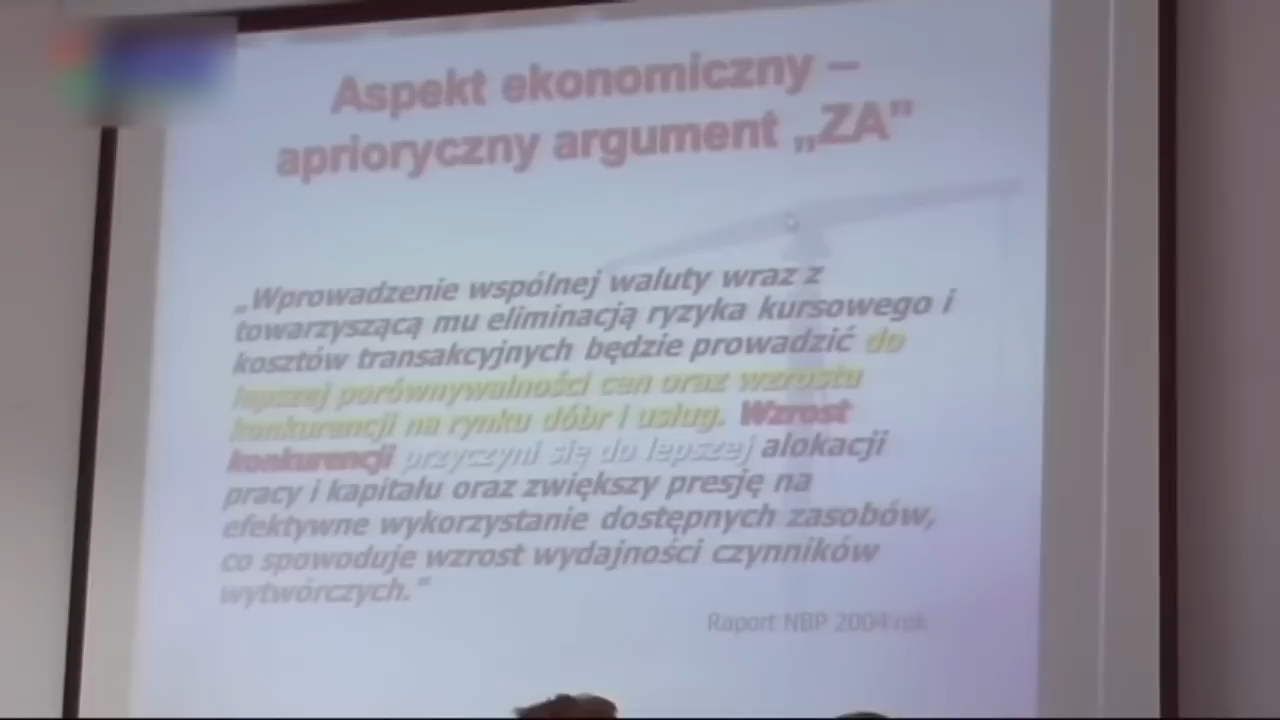 Aspekt ekonomiczny –
aprioryczny argument „ZA”
„Wprowadzenie wspólnej waluty wraz z
towarzyszącą mu eliminacją ryzyka kursowego i
kosztów transakcyjnych będzie prowadzić do
lepszej porównywalności cen oraz wzrostu
konkurencji na rynku dóbr i usług. Wzrost
konkurencji przyczyni się do lepszej alokacji
pracy i kapitału oraz zwiększy presję na
efektywne wykorzystanie dostępnych zasobów,
co spowoduje wzrost wydajności czynników
wytwórczych.”
Raport NBP 2004 rok